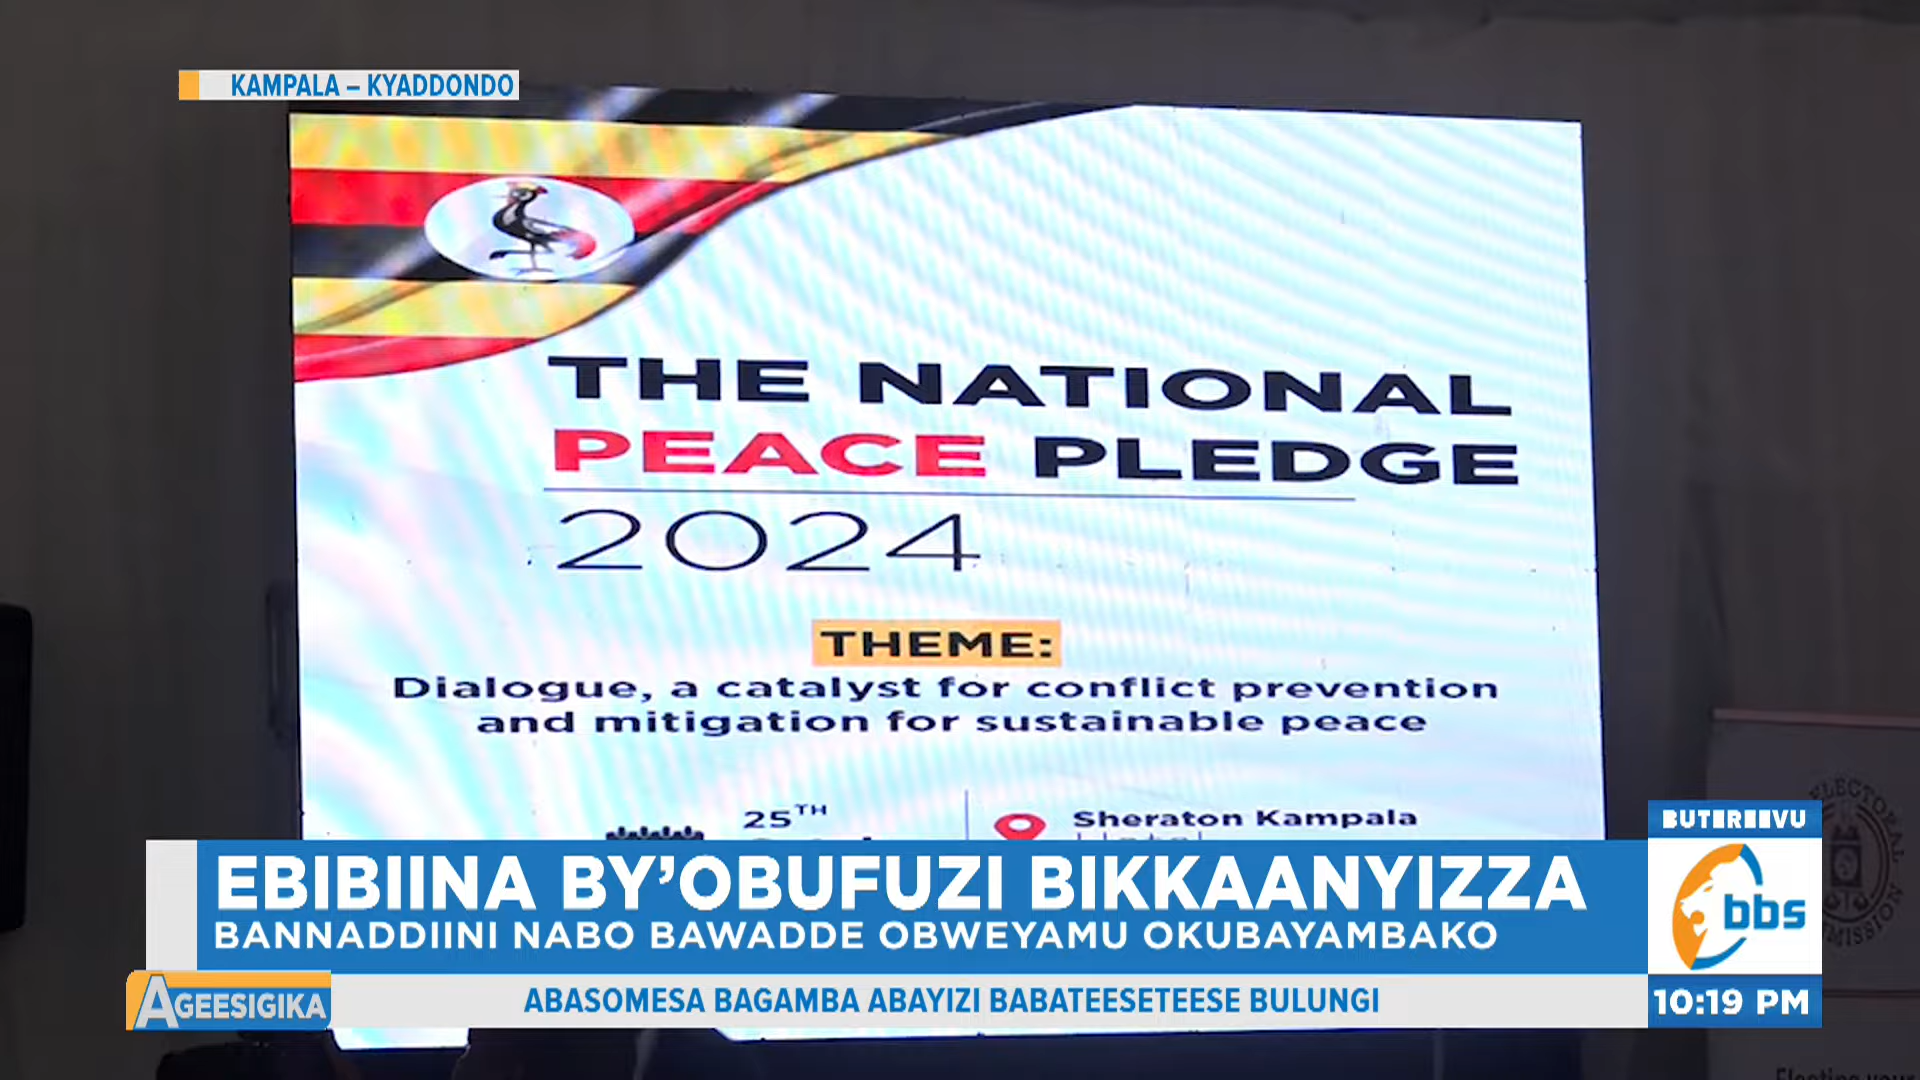 KAMPALA – KYADDONDO
THE NATIONAL
PEACE PLEDGE
2024
THEME:
Dialogue, a catalyst for conflict prevention
and mitigation for sustainable peace
25TH
Sheraton Kampala
BUTEREEVU
EBIBIINA BY'OBUFUZI BIKKAANYIZZA
BANNADDIINI NABO BAWADDE OBWEYAMU OKUBAYAMBAKO
bbs
AGEESIGIKA
ABASOMESA BAGAMBA ABAYIZI BABATEESETEESE BULUNGI
10:19 PM